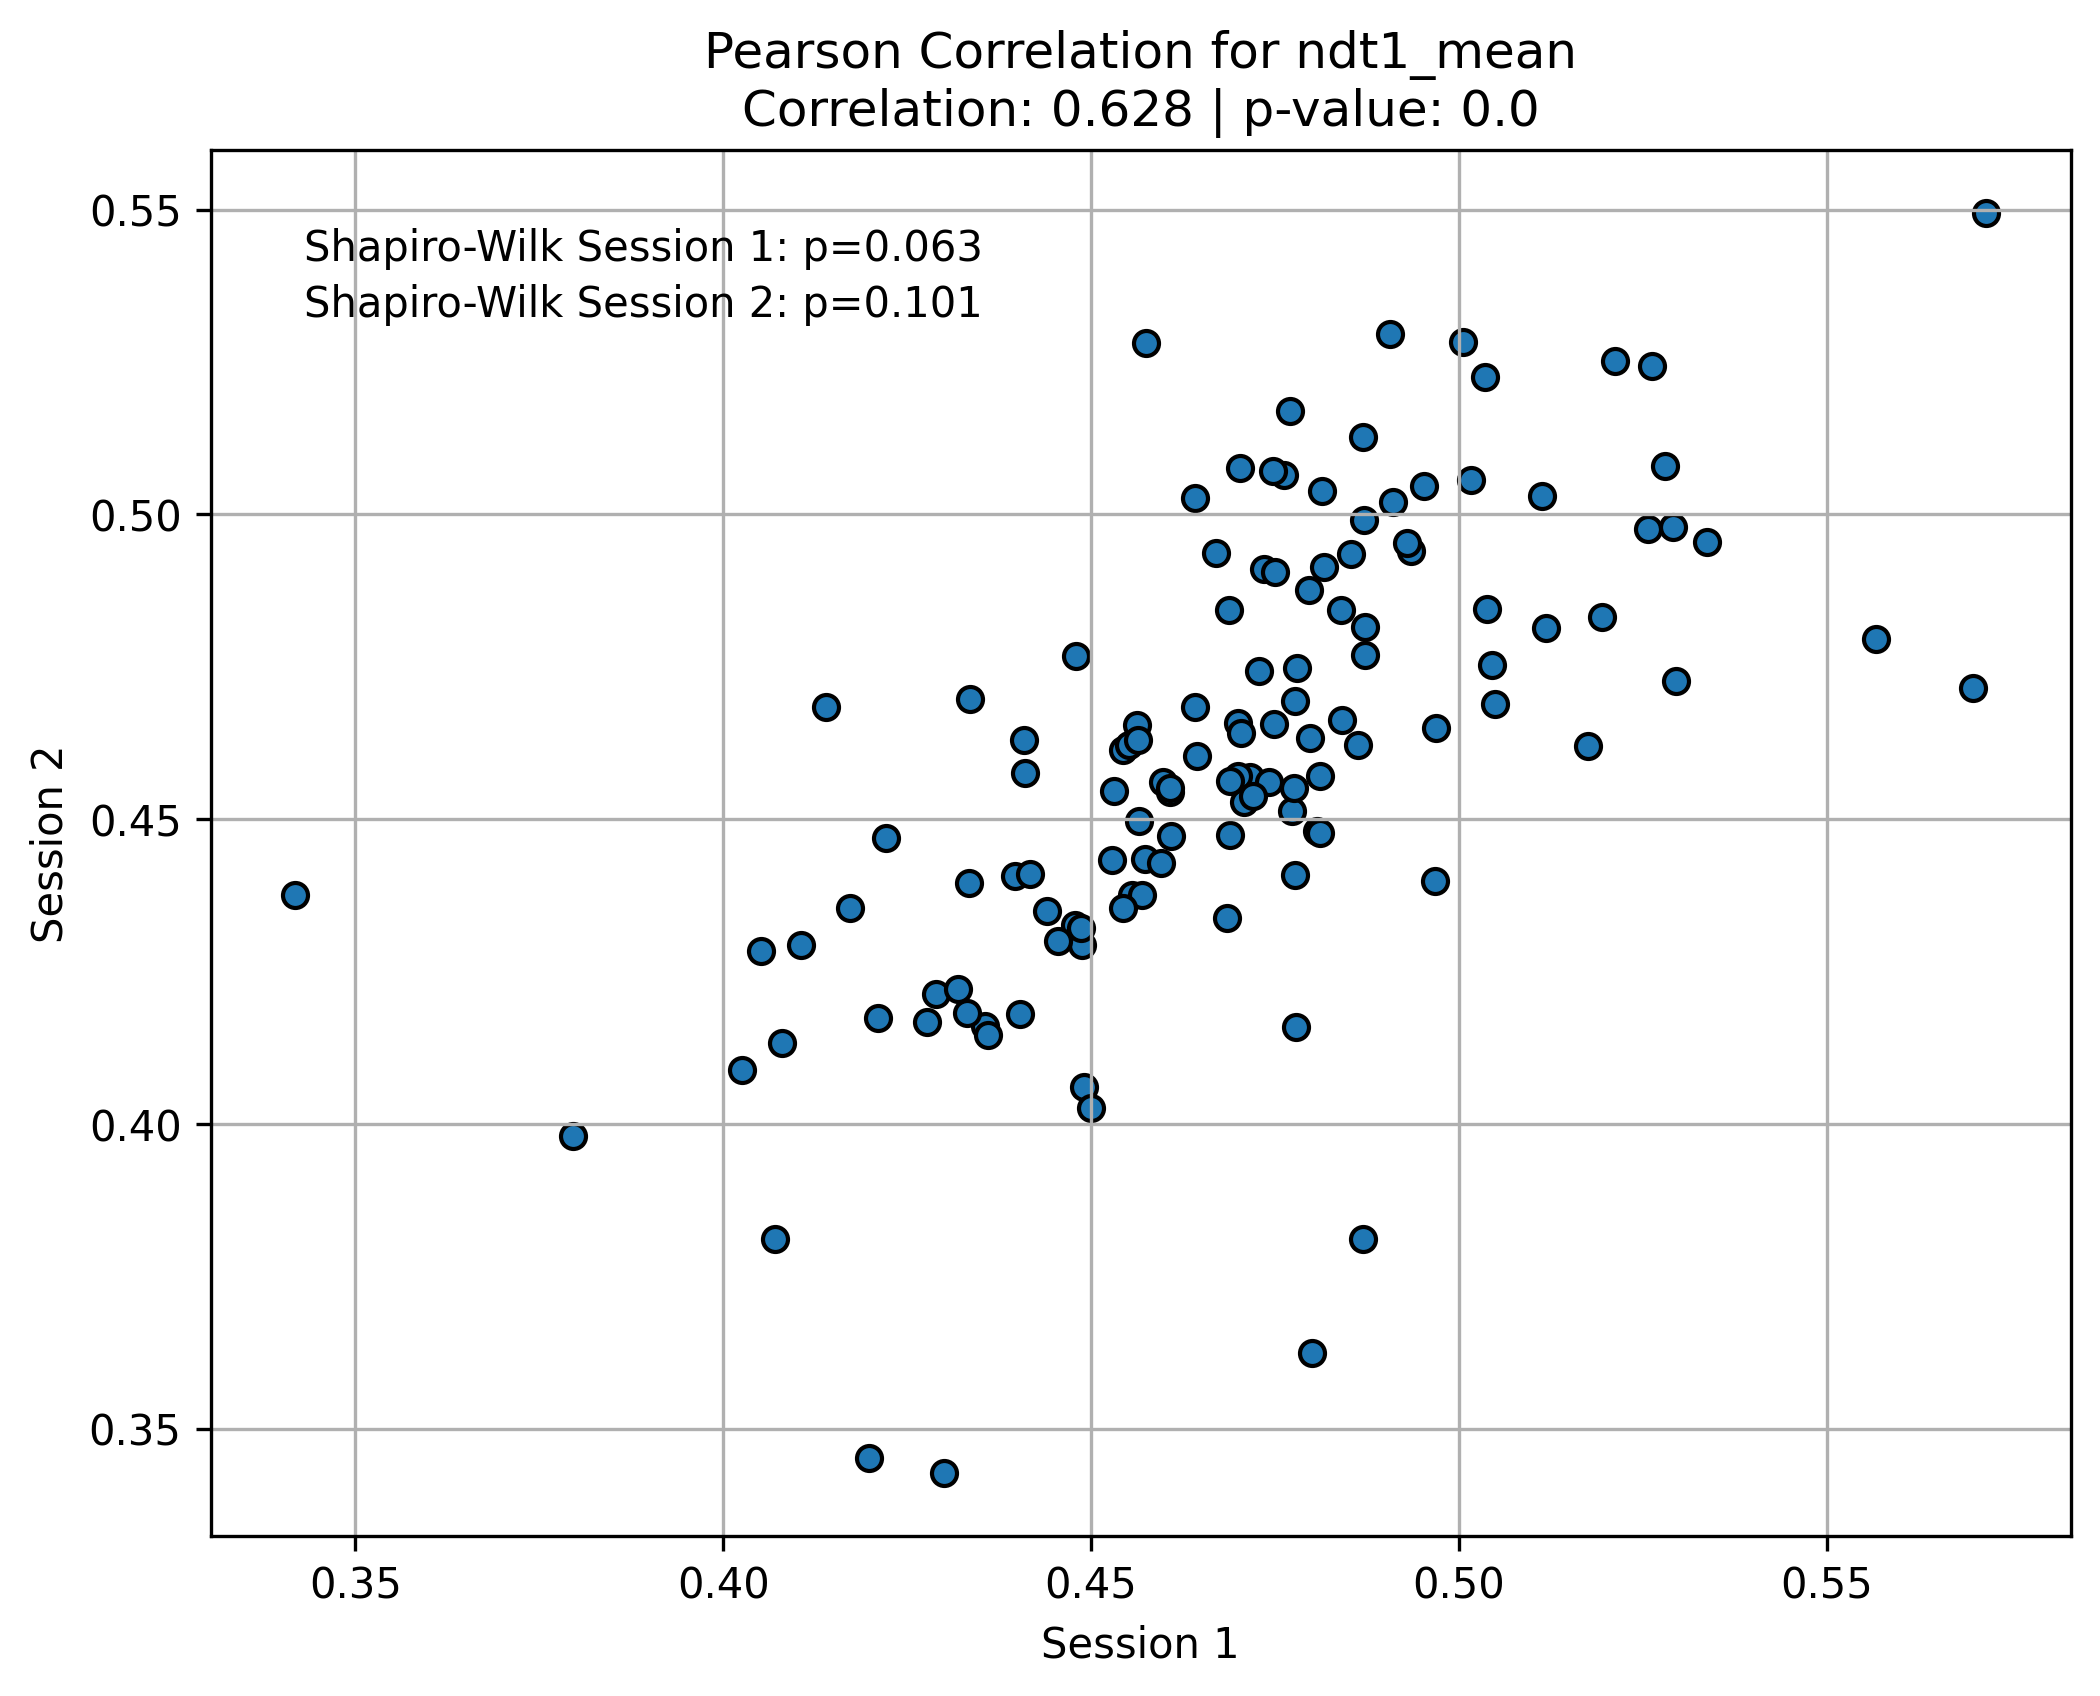 Pearson Correlation for ndt1_mean
Correlation: 0.628 | p-value: 0.0
Shapiro-Wilk Session 1: p=0.063
Shapiro-Wilk Session 2: p=0.101
0.55
0.50
0.45
0.40
0.35
Session 2
0.35 0.40 0.45 0.50 0.55
Session 1